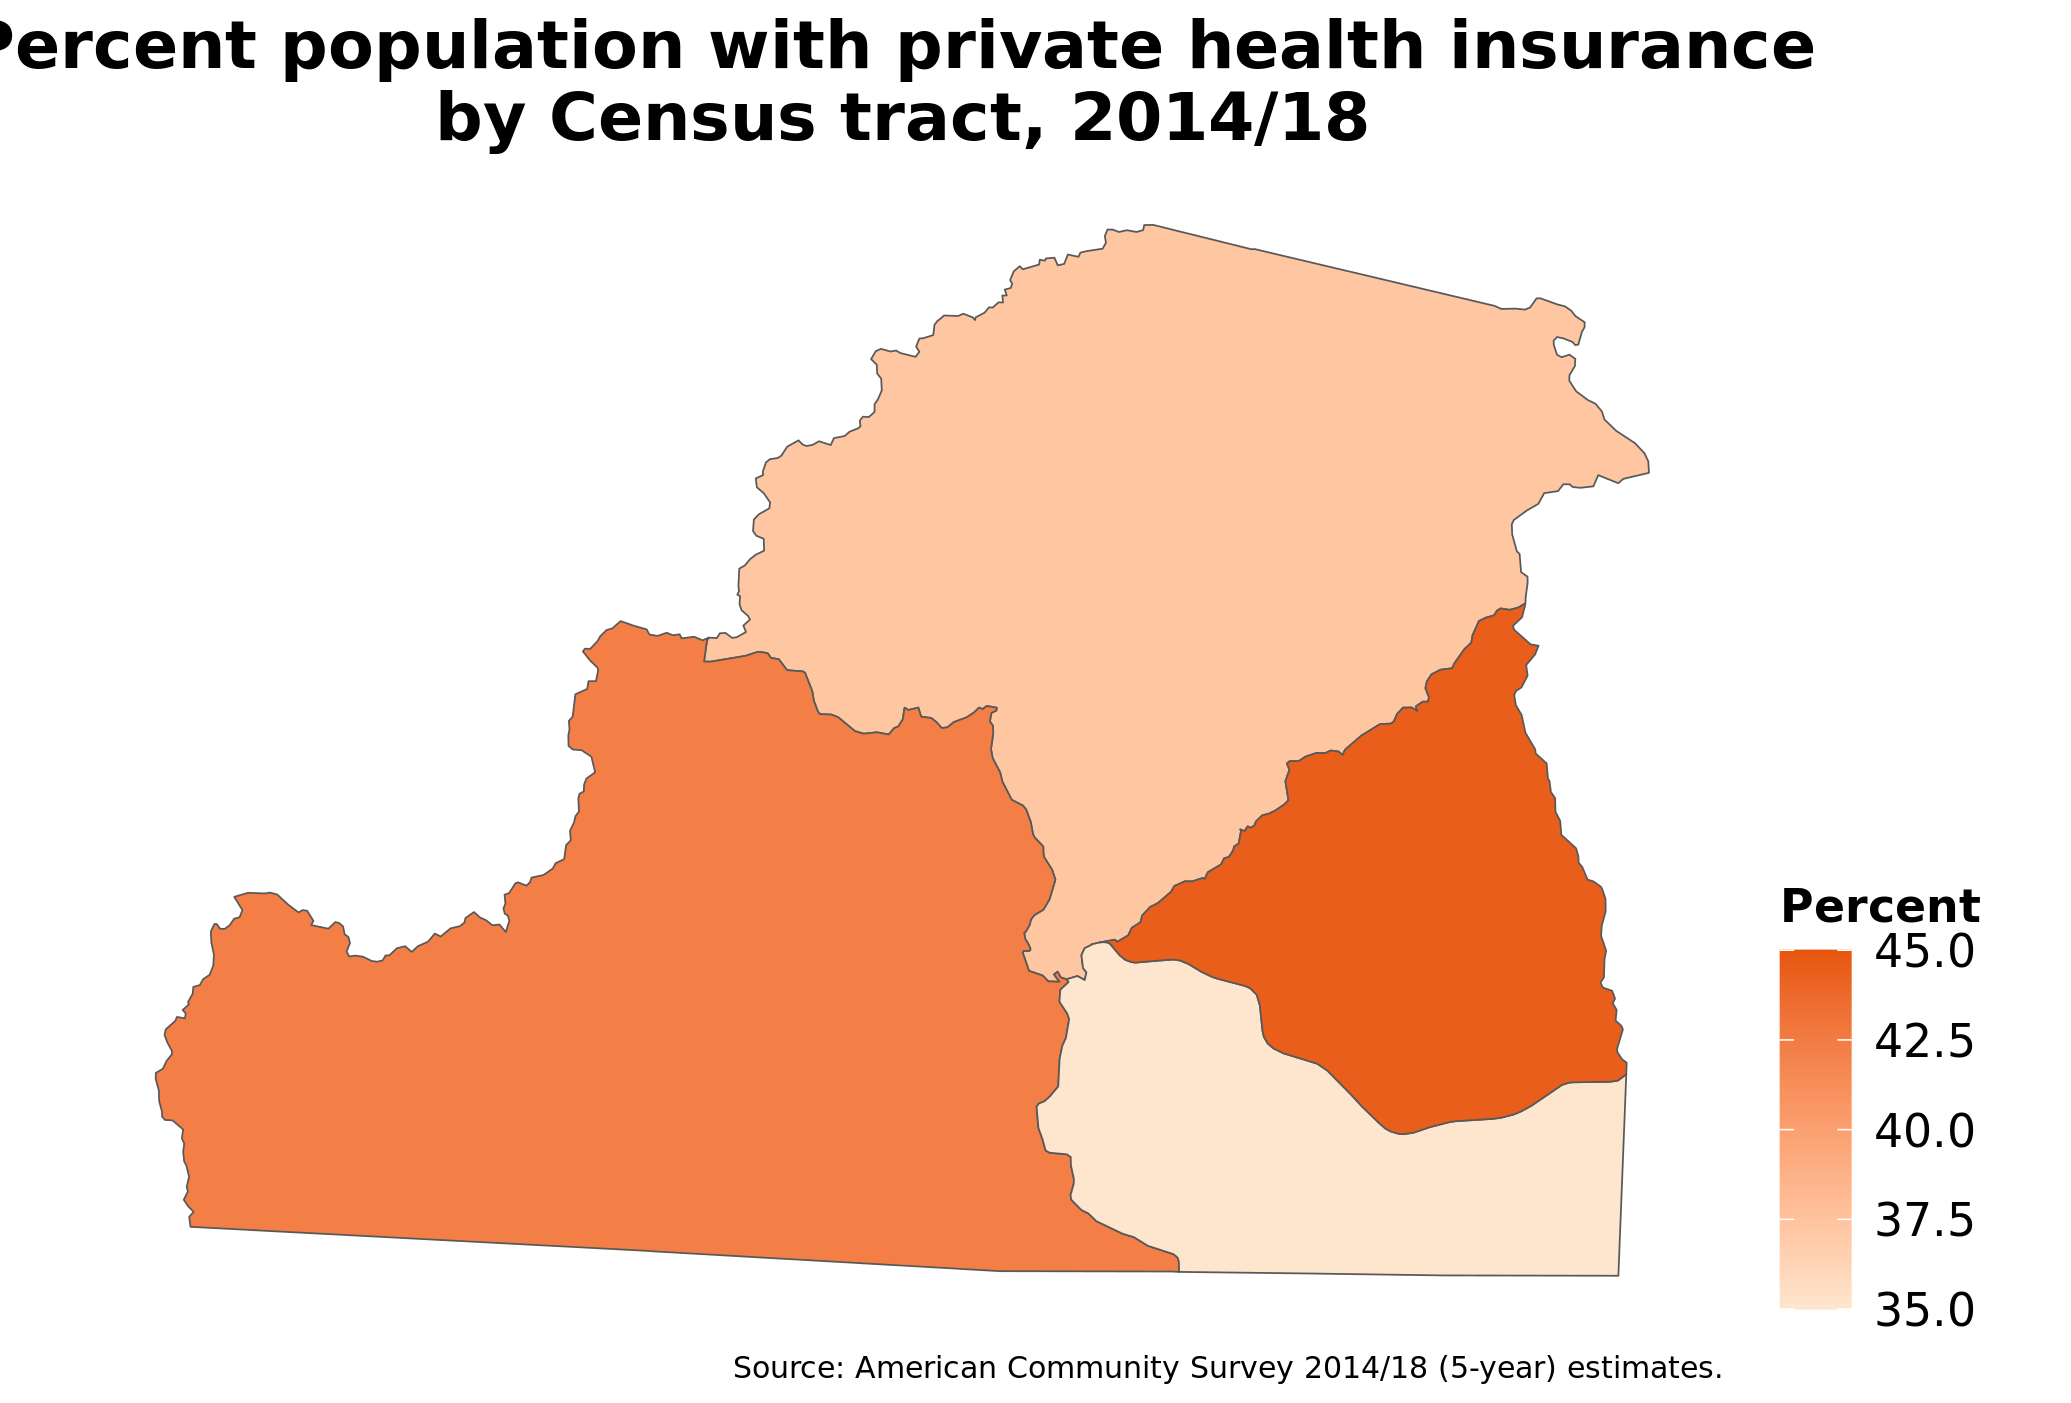 Percent population with private health insurance
by Census tract, 2014/18
Percent
45.0
42.5
40.0
37.5
35.0
Source: American Community Survey 2014/18 (5-year) estimates.